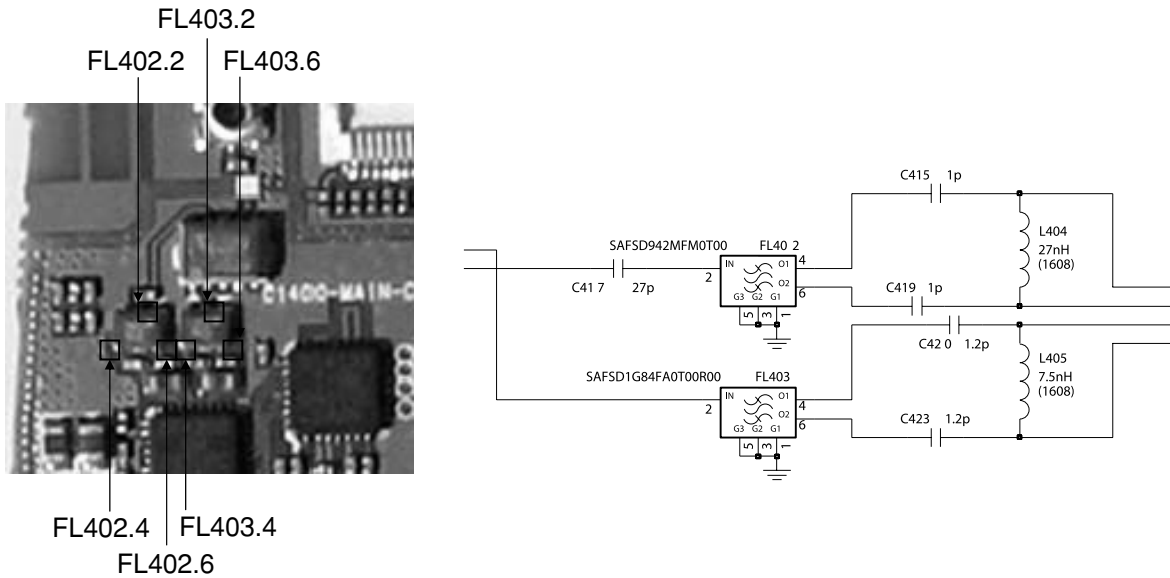 FL403.2
FL402.2
FL403.6
C1400-MAIN-
FL402.4
FL403.4
FL402.6
C415 1p
L404
27nH
(1608)
SAFSD942MFM0T00 FL40 2
2 IN O1 4
O2 6
G3 G2 G1
5 3 1
C41 7 27p
C419 1p
C42 0 1.2p
L405
7.5nH
(1608)
SAFSD1G84FA0T00R00 FL403
2 IN O1 4
O2 6
G3 G2 G1
5 3 1
C423 1.2p